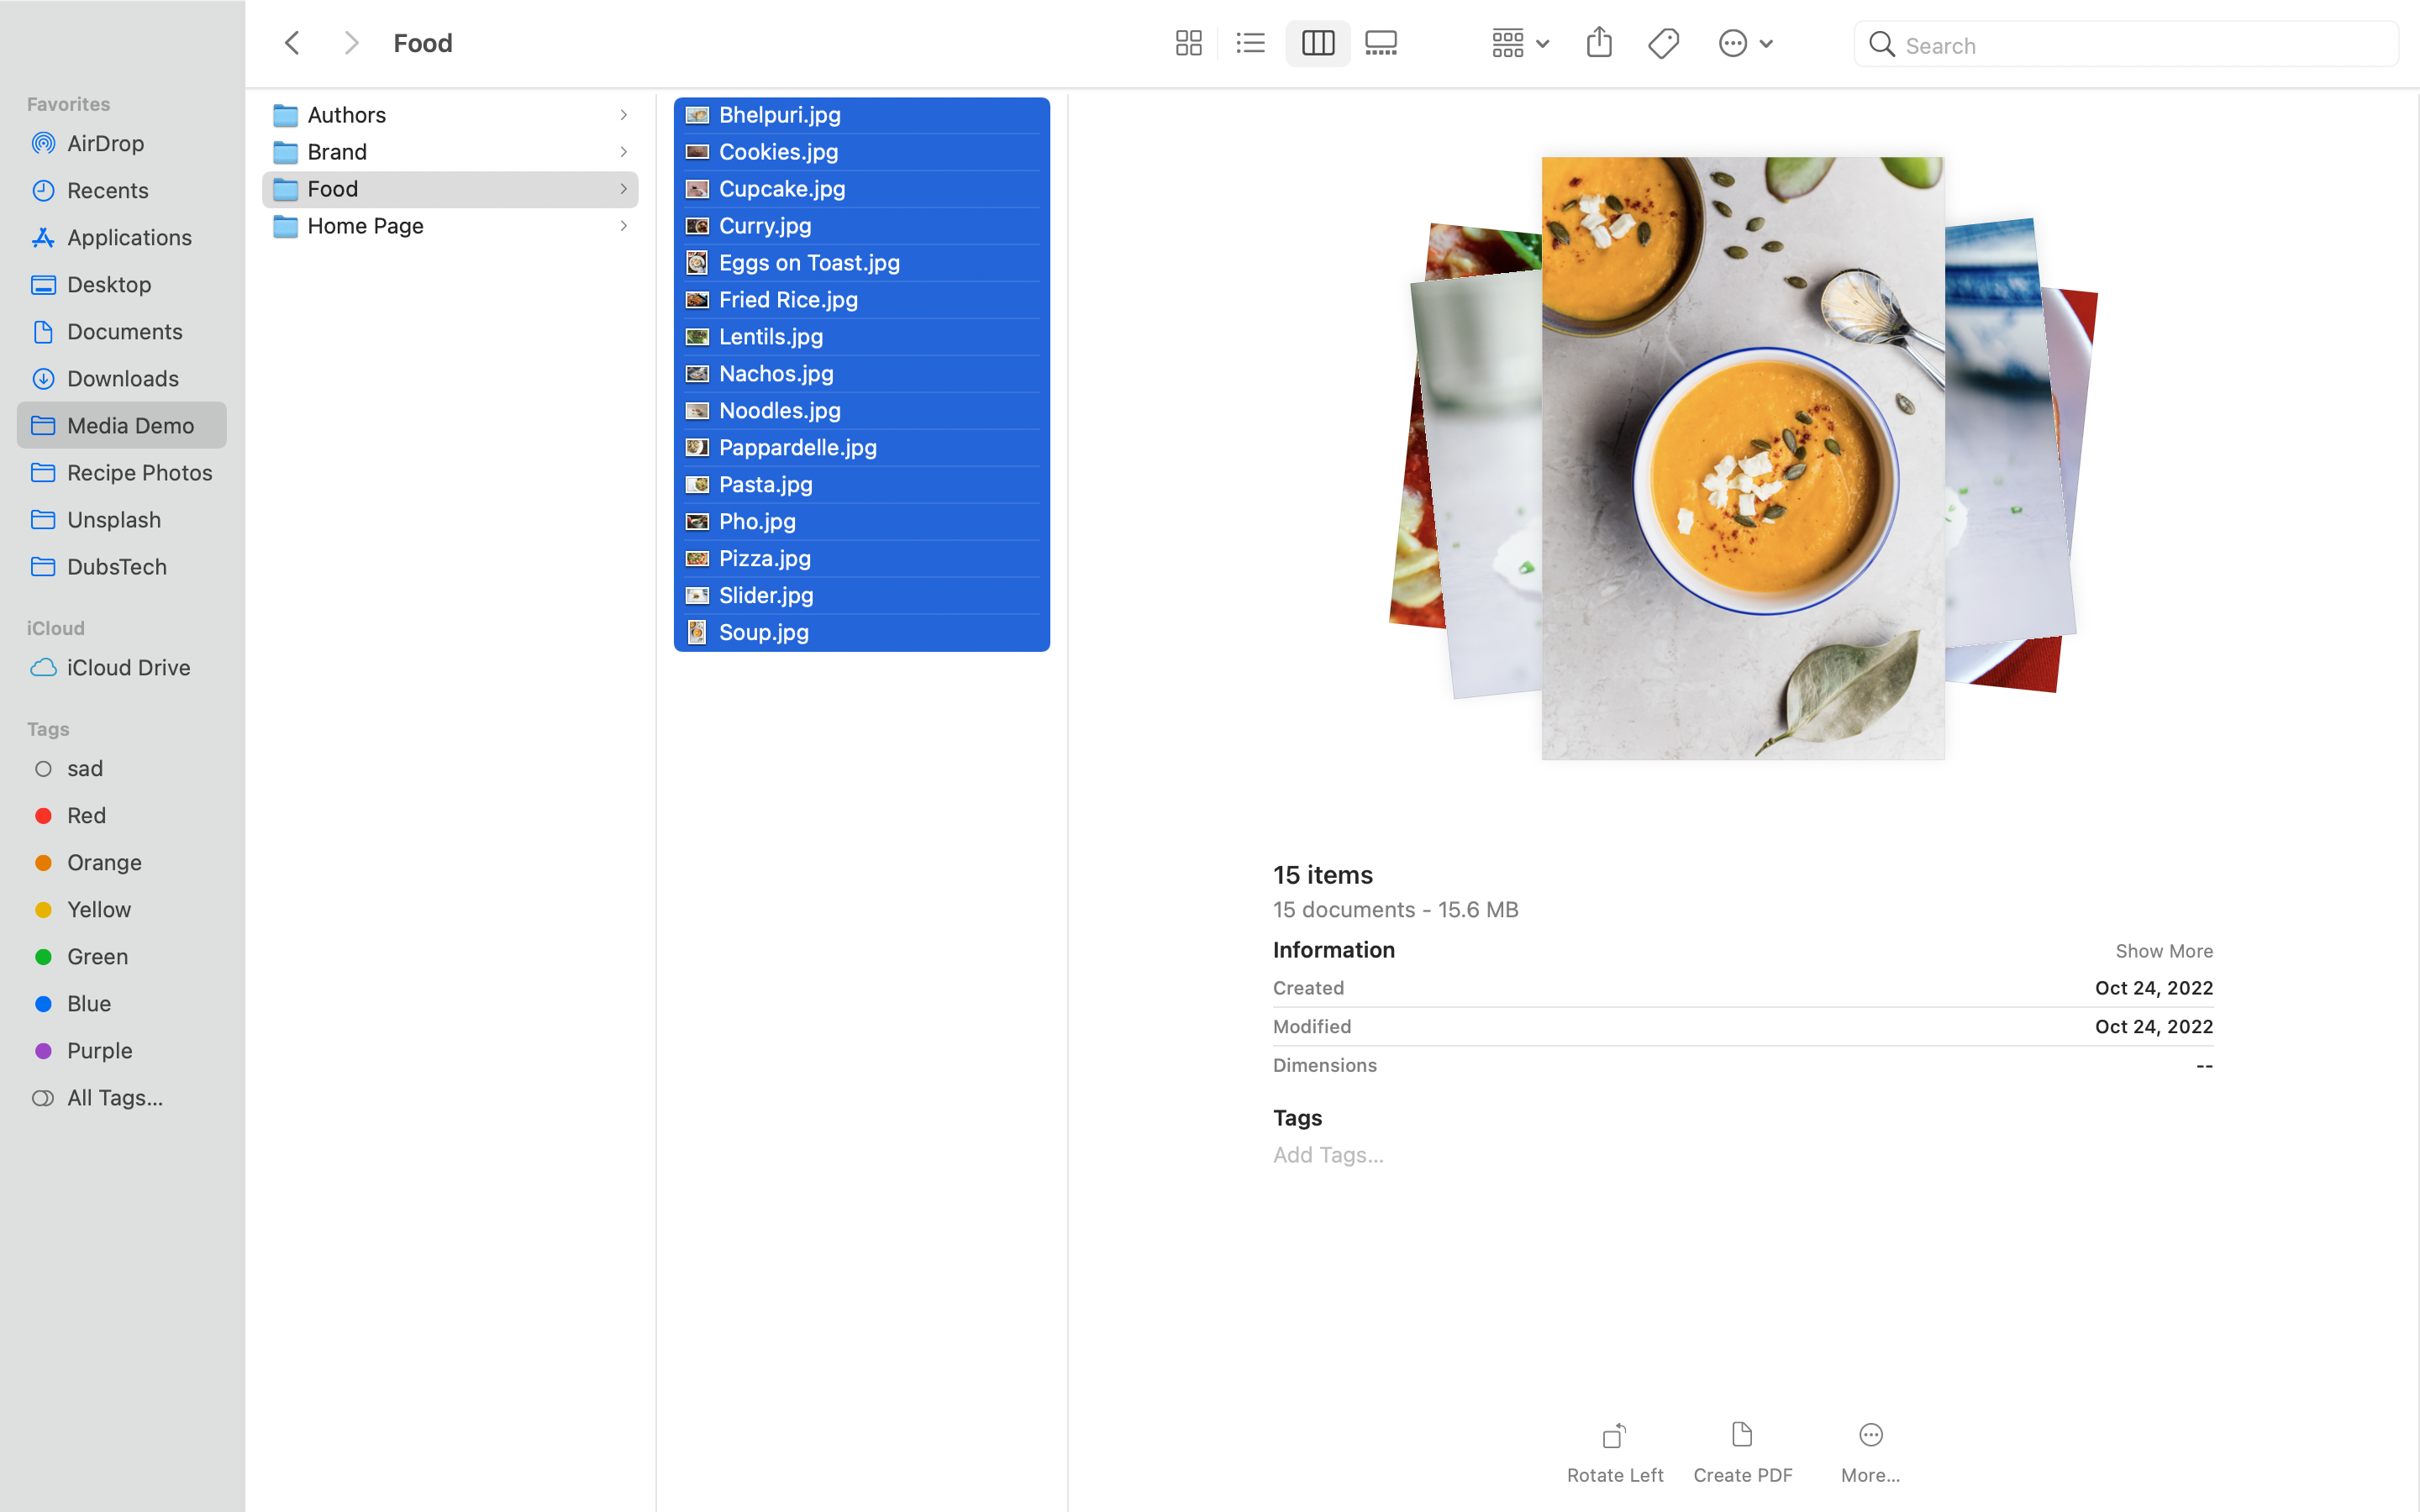 Food
Search
Favorites
AirDrop
Recents
Applications
Desktop
Documents
Downloads
Media Demo
Recipe Photos
Unsplash
DubsTech
iCloud
iCloud Drive
Tags
sad
Red
Orange
Yellow
Green
Blue
Purple
All Tags...
Authors
Brand
Food
Home Page
Bhelpuri.jpg
Cookies.jpg
Cupcake.jpg
Curry.jpg
Eggs on Toast.jpg
Fried Rice.jpg
Lentils.jpg
Nachos.jpg
Noodles.jpg
Pappardelle.jpg
Pasta.jpg
Pho.jpg
Pizza.jpg
Slider.jpg
Soup.jpg
15 items
15 documents - 15.6 MB
Information Show More
Created Oct 24, 2022
Modified Oct 24, 2022
Dimensions --
Tags
Add Tags...
Rotate Left Create PDF More...